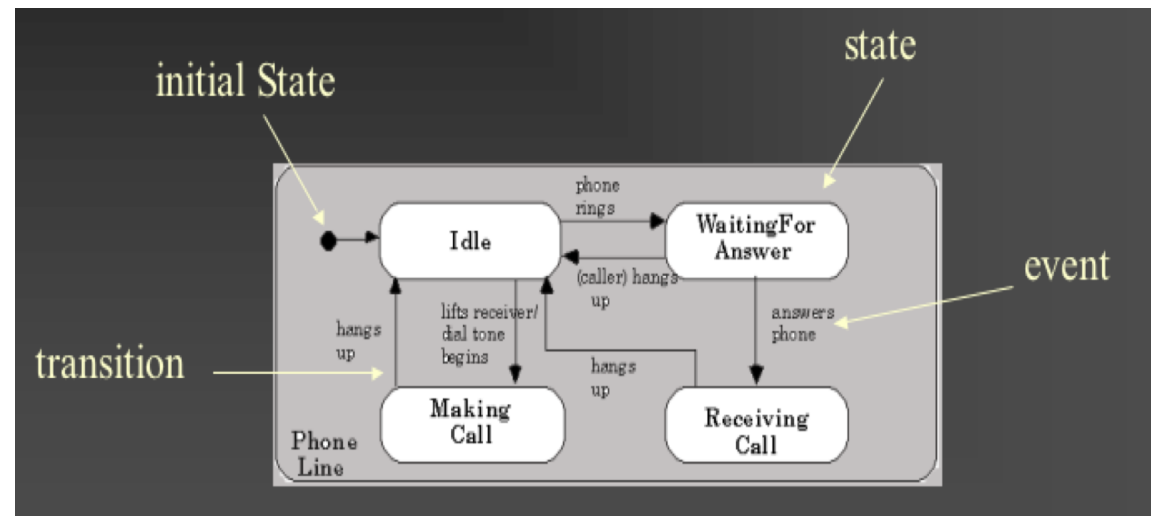 state
initial State
phone
rings
Idle
WaitingFor
Answer
(caller) hangs
up
event
hangs
up
lifts receiver/
dial tone
begins
answers
phone
transition
hangs
up
Making
Call
Receiving
Call
Phone
Line